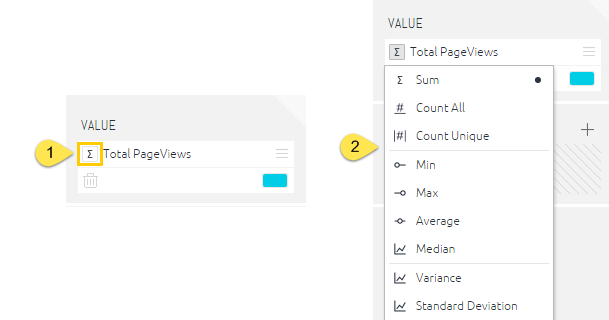 VALUE
1
Σ Total PageViews
VALUE
Σ Total PageViews
Σ Sum
2
# Count All
|#| Count Unique
Min
Max
Average
Median
Variance
Standard Deviation